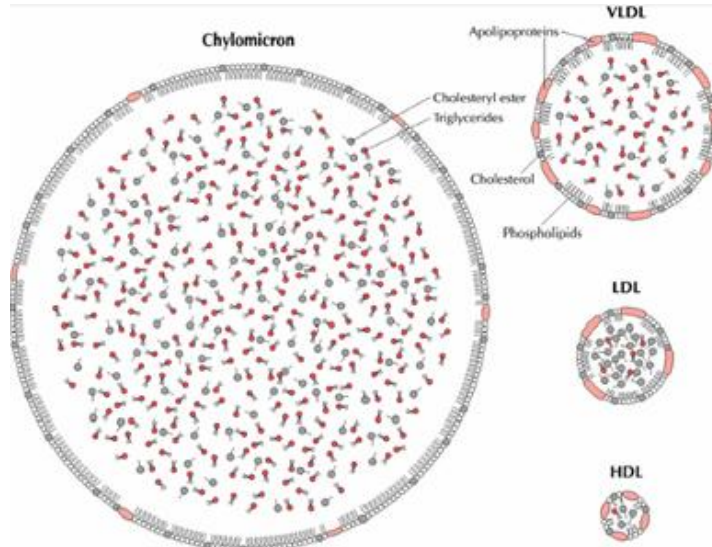 Chylomicron
VLDL
Apolipoproteins
Cholesteryl ester
Triglycerides
Cholesterol
Phospholipids
LDL
HDL